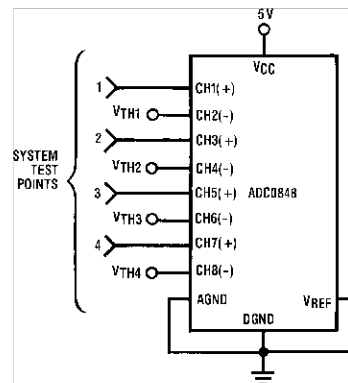 5V
VCC
1
CH1(+)
VTH1
CH2(-)
2
CH3(+)
SYSTEM
TEST
POINTS
VTH2
CH4(-)
3
CH5(+)
ADC0848
VTH3
CH6(-)
4
CH7(+)
VTH4
CH8(-)
AGND
VREF
DGND